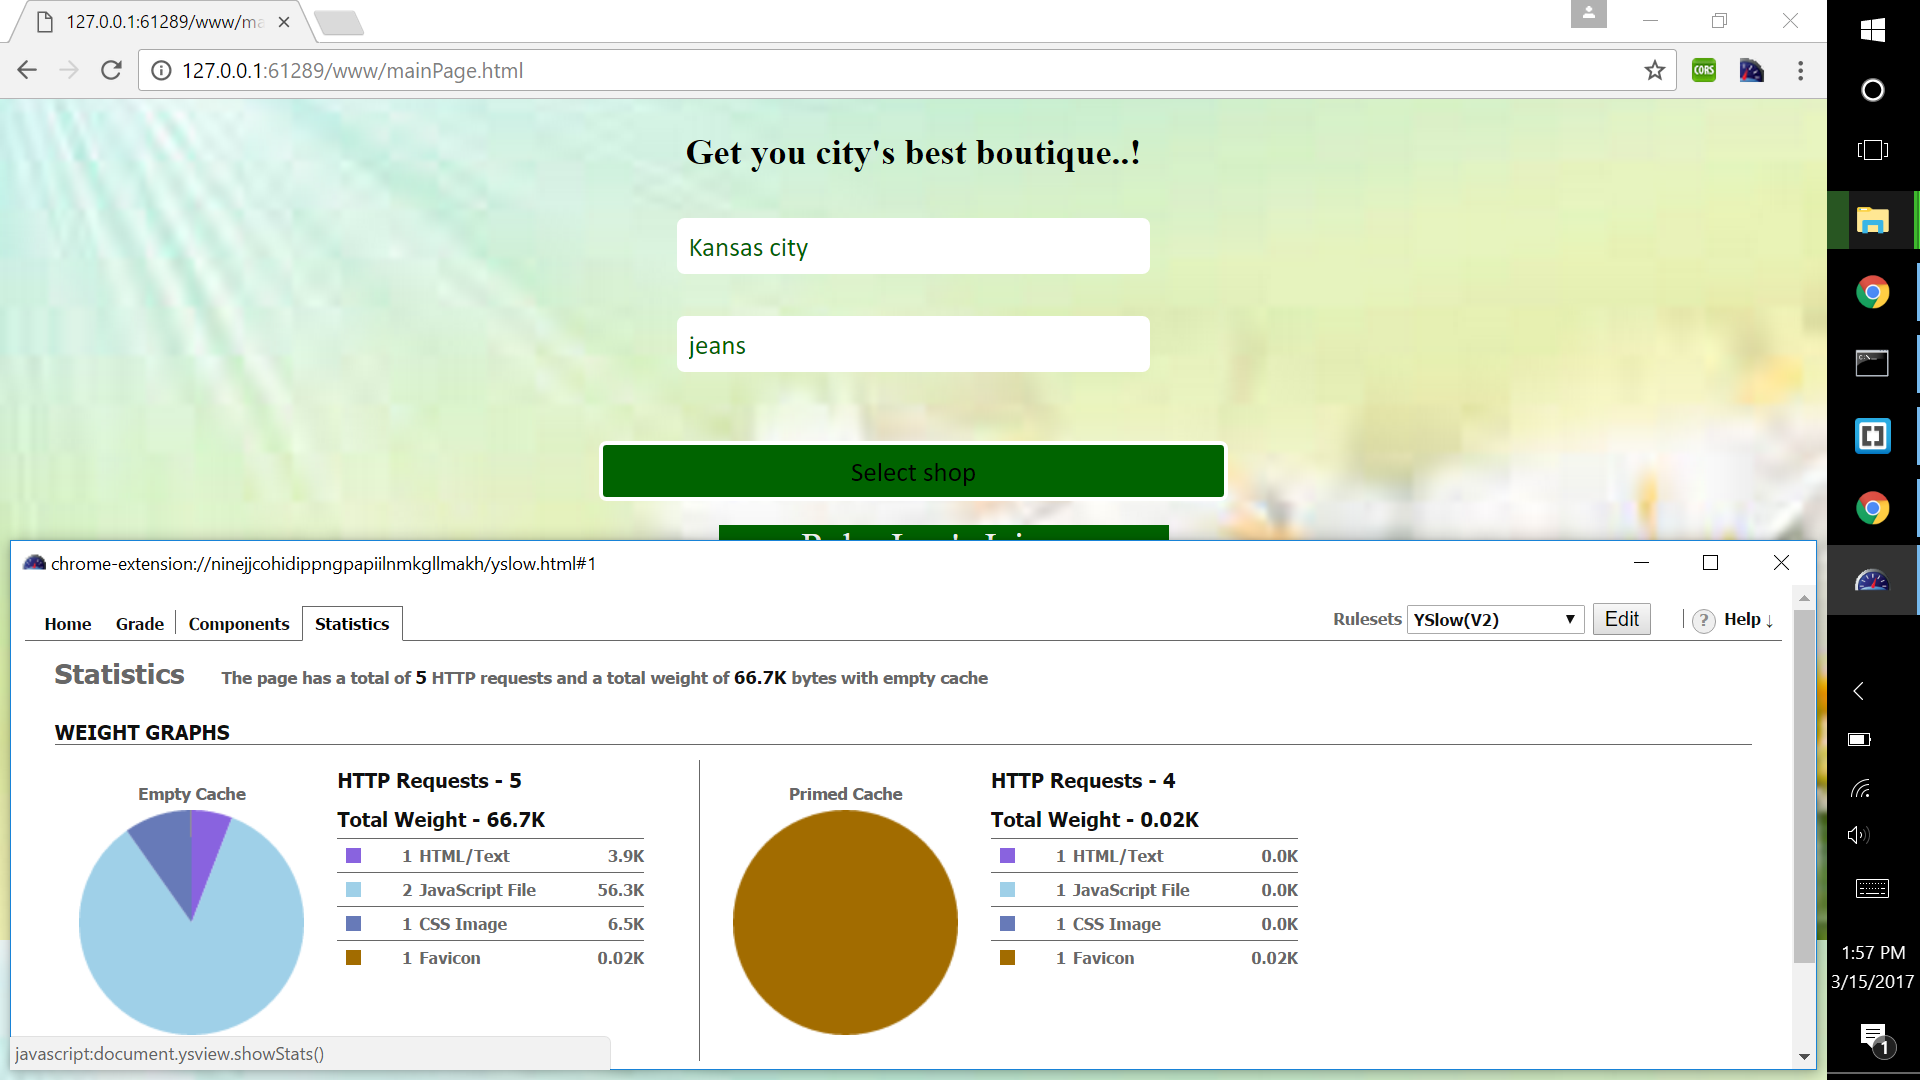 127.0.0.1:61289/www/ma
127.0.0.1:61289/www/mainPage.html
CORS
Get you city's best boutique..!
Kansas city
jeans
Select shop
chrome-extension://ninejjcohidippngpapiilnmkgllmakh/yslow.html#1
Home Grade Components Statistics
Rulesets YSlow(V2) Edit ? Help ↓
Statistics The page has a total of 5 HTTP requests and a total weight of 66.7K bytes with empty cache
WEIGHT GRAPHS
Empty Cache
HTTP Requests - 5
Total Weight - 66.7K
1 HTML/Text 3.9K
2 JavaScript File 56.3K
1 CSS Image 6.5K
1 Favicon 0.02K
Primed Cache
HTTP Requests - 4
Total Weight - 0.02K
1 HTML/Text 0.0K
1 JavaScript File 0.0K
1 CSS Image 0.0K
1 Favicon 0.02K
javascript:document.ysview.showStats()
1:57 PM
3/15/2017
1